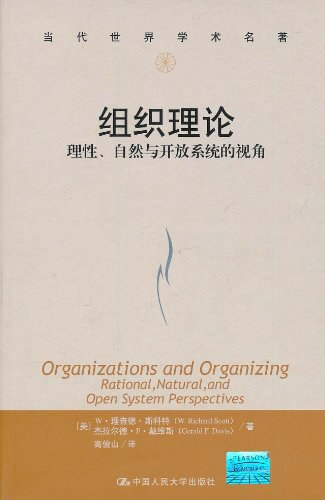 当代世界学术名著
组织理论
理性、自然与开放系统的视角
Organizations and Organizing
Rational,Natural,and
Open System Perspectives
[美] W·理查德·斯科特 (W. Richard Scott)
杰拉尔德·F·戴维斯 (Gerald F. Davis) /著
高俊山/译
PEARSON
中国人民大学出版社